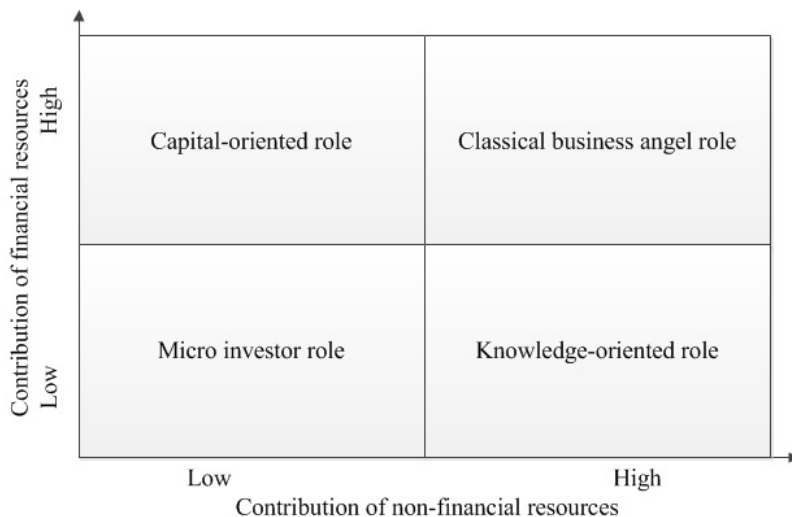 Contribution of financial resources
High
Low
Capital-oriented role
Classical business angel role
Micro investor role
Knowledge-oriented role
Low
High
Contribution of non-financial resources